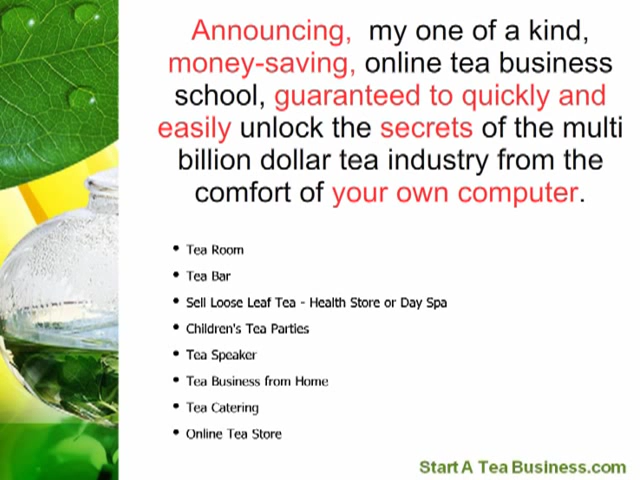 Announcing,  my one of a kind,
money-saving, online tea business
school, guaranteed to quickly and
easily unlock the secrets of the multi
billion dollar tea industry from the
comfort of your own computer.
• Tea Room
• Tea Bar
• Sell Loose Leaf Tea - Health Store or Day Spa
• Children's Tea Parties
• Tea Speaker
• Tea Business from Home
• Tea Catering
• Online Tea Store
Start A Tea Business.com